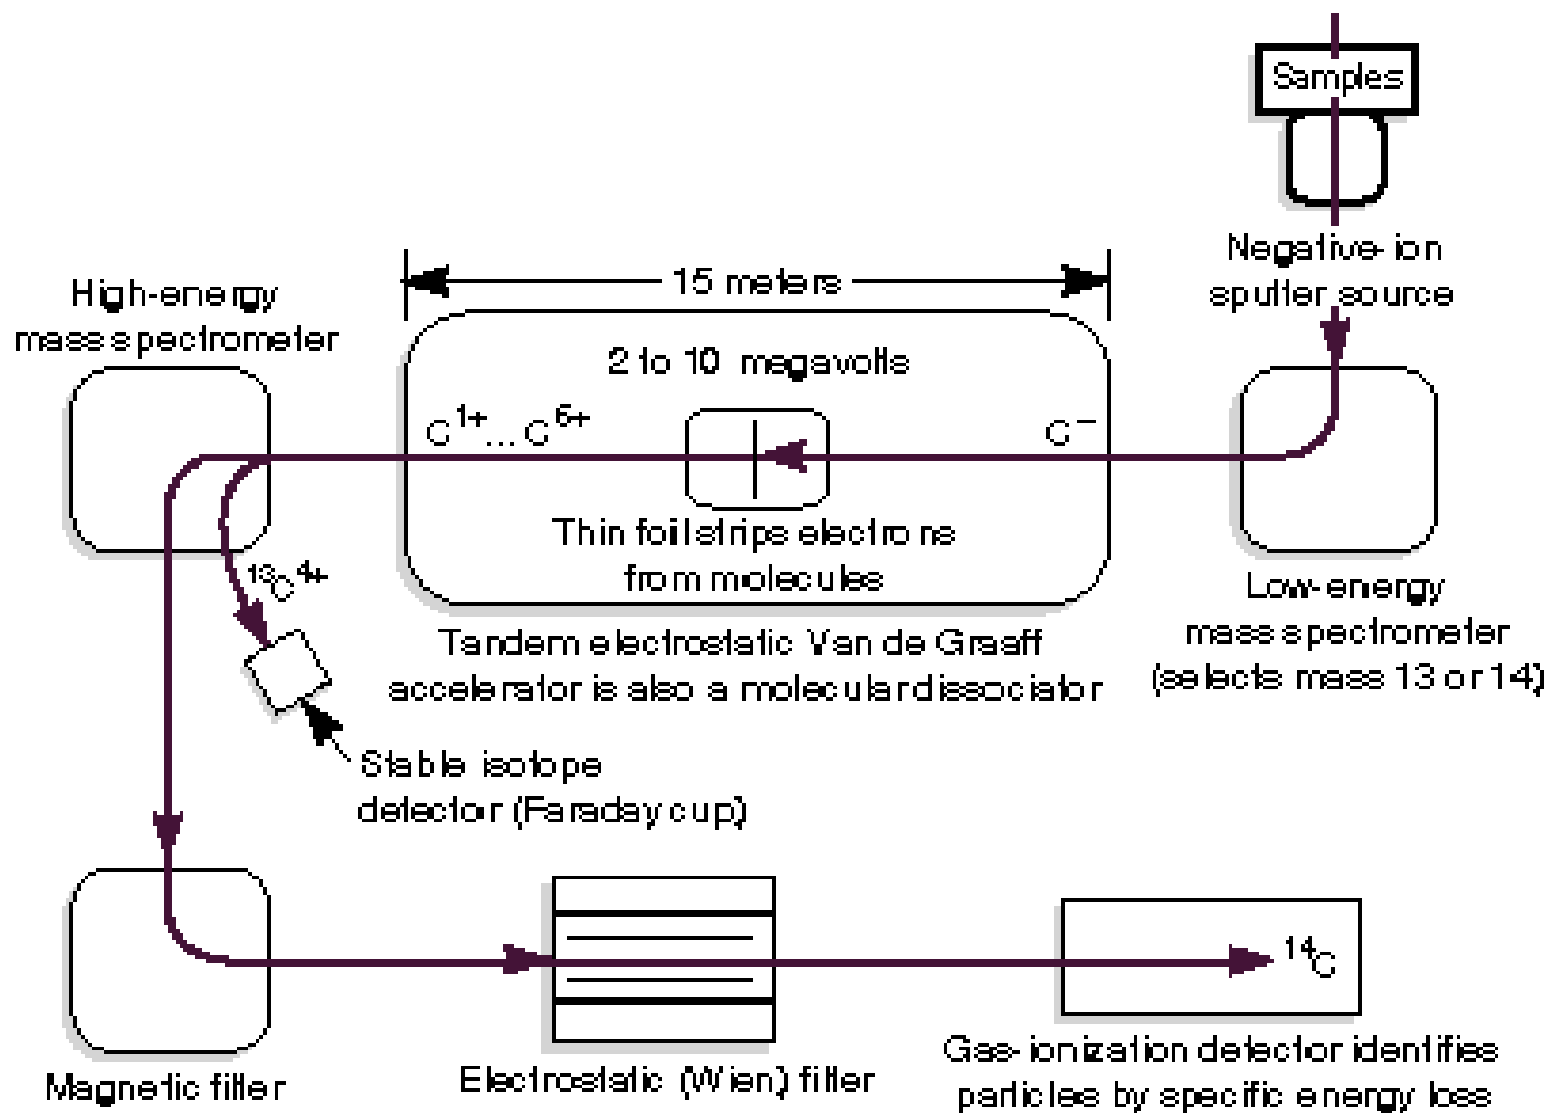 Samples
Negative-ion
sputter source
High-energy
mass spectrometer
15 meters
2 to 10 megavolts
C¹⁺... C⁶⁺
C⁻
Thin foil strips electrons
from molecules
Low-energy
mass spectrometer
(selects mass 13 or 14)
¹³C⁴⁺
Tandem electrostatic Van de Graaff
accelerator is also a molecular dissociator
Stable isotope
detector (Faraday cup)
¹⁴C
Magnetic filter
Electrostatic (Wien) filter
Gas-ionization detector identifies
particles by specific energy loss